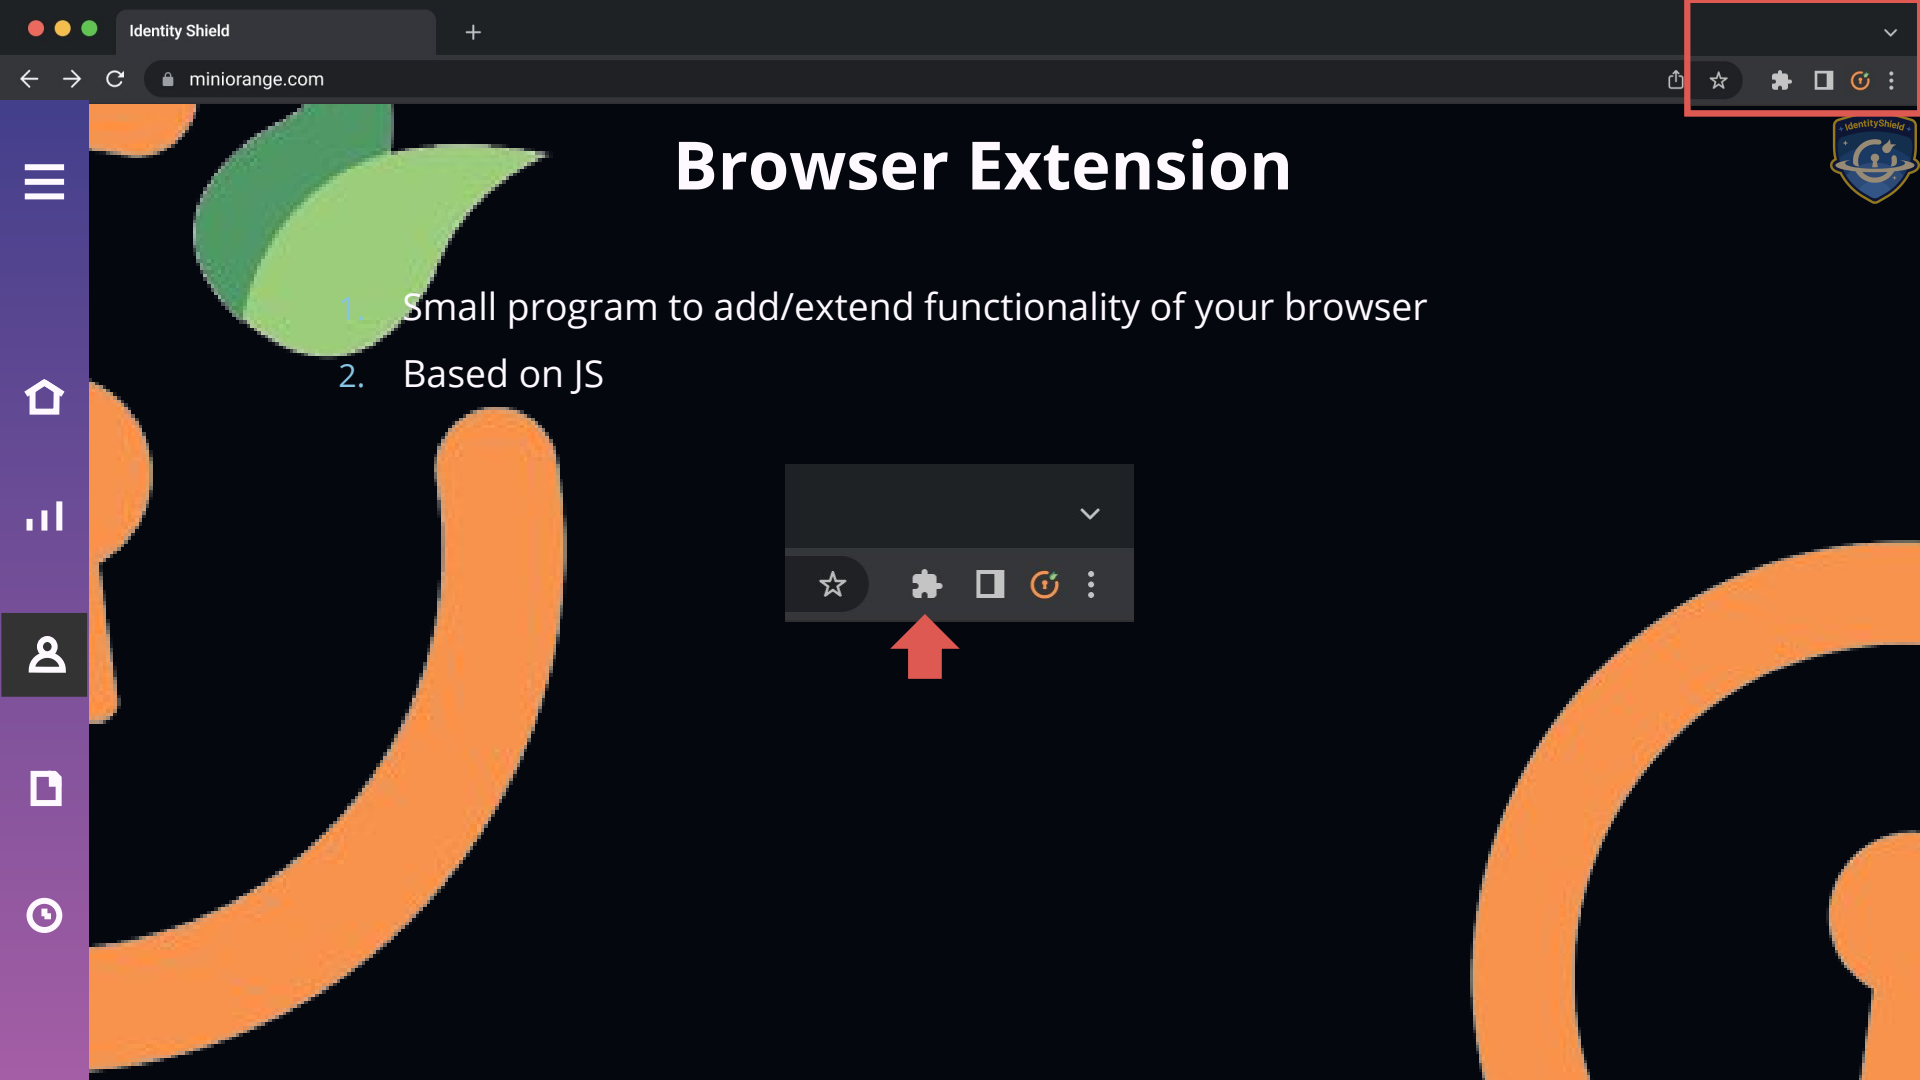 Identity Shield
miniorange.com
IdentityShield
Browser Extension
1. Small program to add/extend functionality of your browser
2. Based on JS